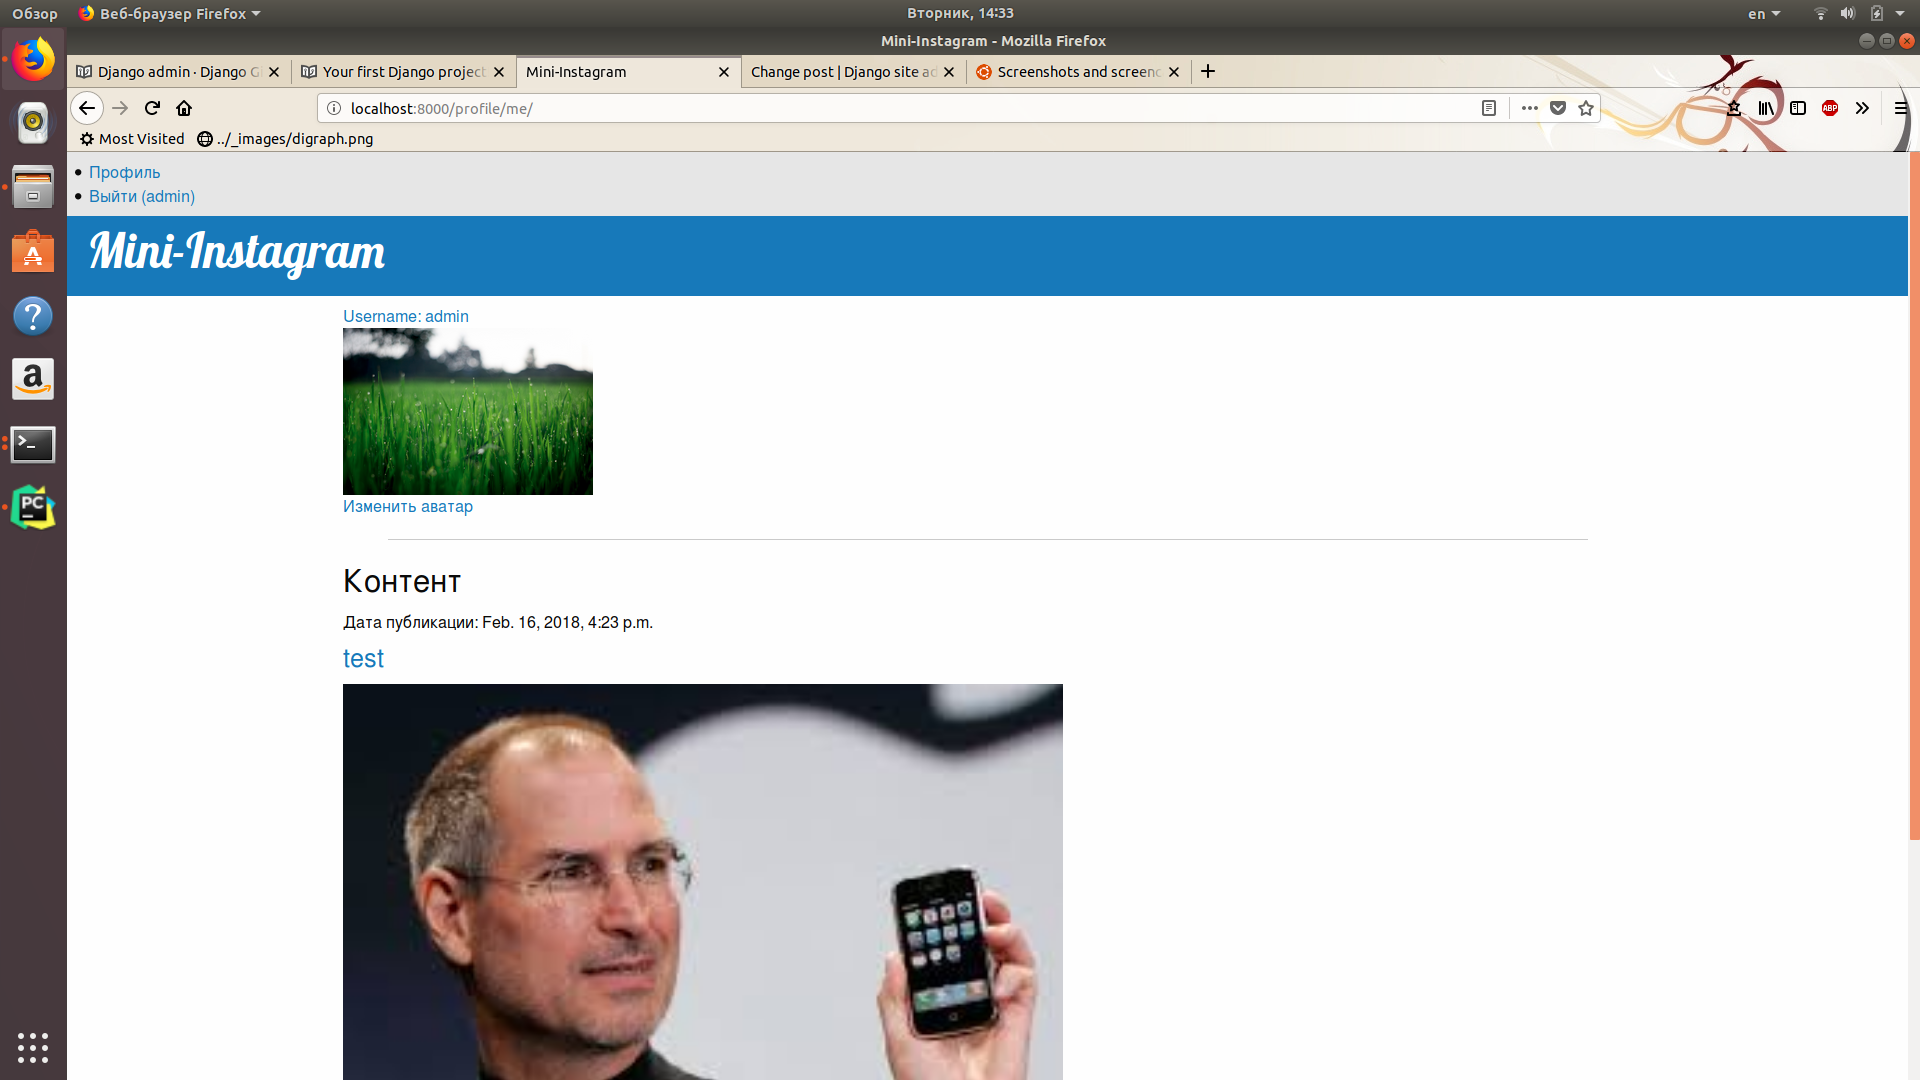 Обзор Веб-браузер Firefox Вторник, 14:33 en
Mini-Instagram - Mozilla Firefox
Django admin · Django G Your first Django project Mini-Instagram Change post | Django site ad Screenshots and screenc
localhost:8000/profile/me/ ABP
Most Visited ../_images/digraph.png
Профиль
Выйти (admin)
Mini-Instagram
Username: admin
Изменить аватар
Контент
Дата публикации: Feb. 16, 2018, 4:23 p.m.
test